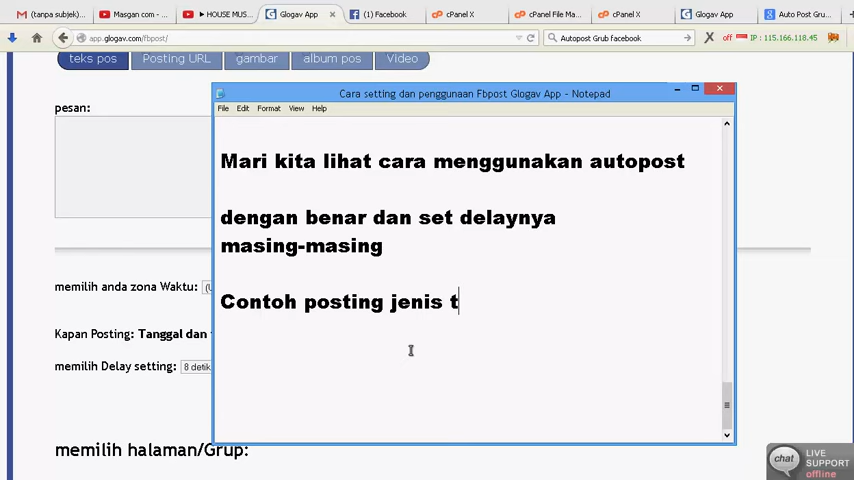 (tanpa subjek)...
Masgan com - ...
HOUSE MUS...
Glogav App
(8) Facebook
cPanel X
cPanel File Ma...
cPanel X
Glogav App
Auto Post Gru...
app.glogav.com/fbpost/
Autopost Grub facebook
off
IP : 115.166.118.45
teks pos
Posting URL
gambar
album pos
Video
pesan:
Cara setting dan penggunaan Fbpost Glogav App - Notepad
File Edit Format View Help
Mari kita lihat cara menggunakan autopost
dengan benar dan set delaynya
masing-masing
Contoh posting jenis t
memilih anda zona Waktu: (U
Kapan Posting: Tanggal dan
memilih Delay setting: 8 detik
memilih halaman/Grup:
chat
LIVE
SUPPORT
offline